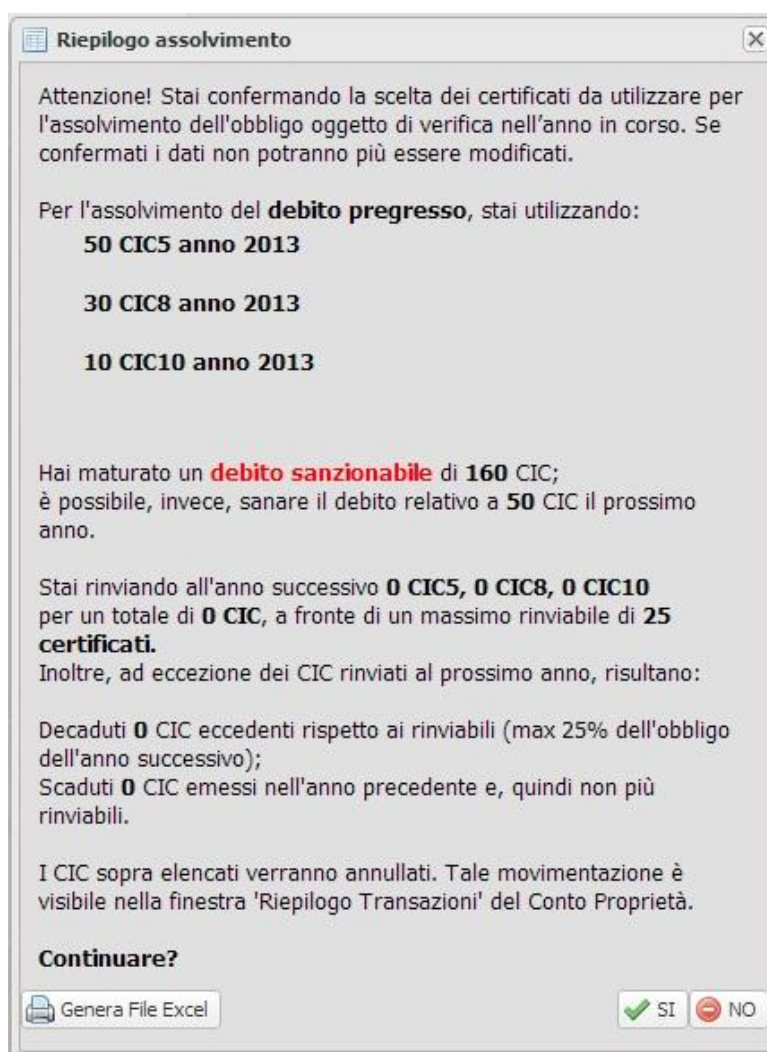 Riepilogo assolvimento
Attenzione! Stai confermando la scelta dei certificati da utilizzare per
l'assolvimento dell'obbligo oggetto di verifica nell'anno in corso. Se
confermati i dati non potranno più essere modificati.
Per l'assolvimento del debito pregresso, stai utilizzando:
50 CIC5 anno 2013
30 CIC8 anno 2013
10 CIC10 anno 2013
Hai maturato un debito sanzionabile di 160 CIC;
è possibile, invece, sanare il debito relativo a 50 CIC il prossimo
anno.
Stai rinviando all'anno successivo 0 CIC5, 0 CIC8, 0 CIC10
per un totale di 0 CIC, a fronte di un massimo rinviabile di 25
certificati.
Inoltre, ad eccezione dei CIC rinviati al prossimo anno, risultano:
Decaduti 0 CIC eccedenti rispetto ai rinviabili (max 25% dell'obbligo
dell'anno successivo);
Scaduti 0 CIC emessi nell'anno precedente e, quindi non più
rinviabili.
I CIC sopra elencati verranno annullati. Tale movimentazione è
visibile nella finestra 'Riepilogo Transazioni' del Conto Proprietà.
Continuare?
Genera File Excel SI NO